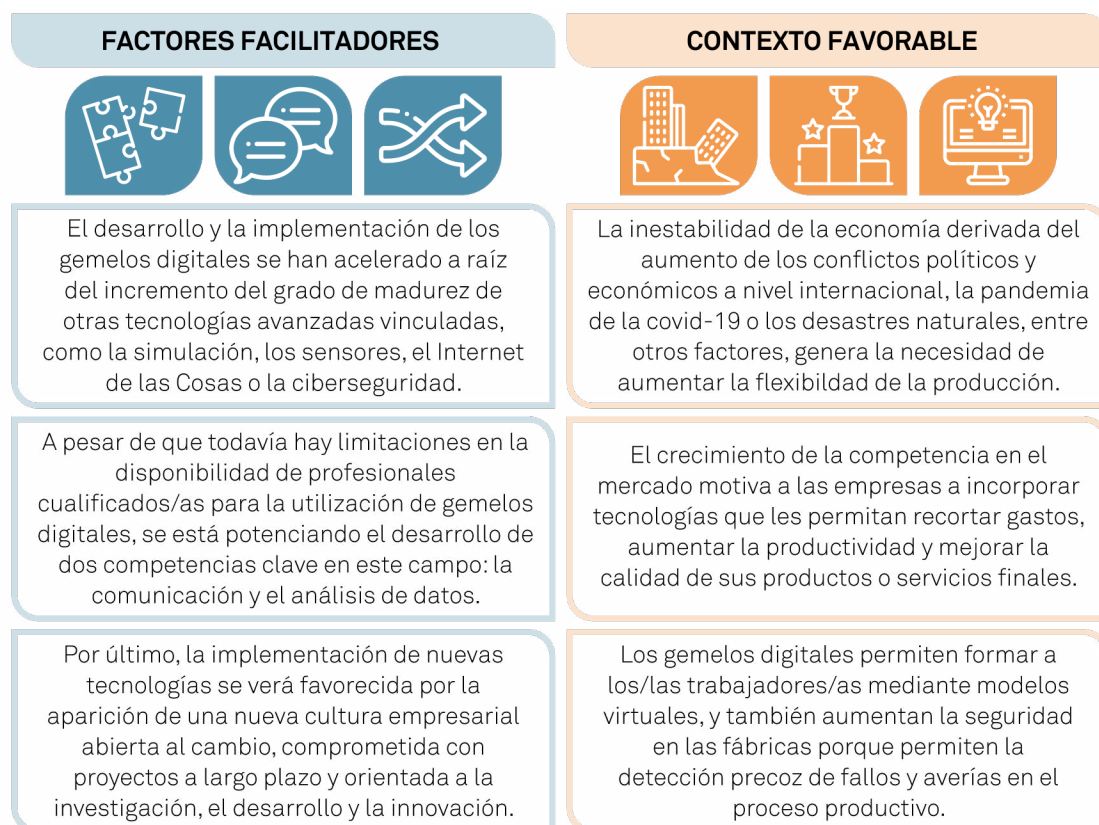 FACTORES FACILITADORES
El desarrollo y la implementación de los
gemelos digitales se han acelerado a raíz
del incremento del grado de madurez de
otras tecnologías avanzadas vinculadas,
como la simulación, los sensores, el Internet
de las Cosas o la ciberseguridad.
A pesar de que todavía hay limitaciones en la
disponibilidad de profesionales
cualificados/as para la utilización de gemelos
digitales, se está potenciando el desarrollo de
dos competencias clave en este campo: la
comunicación y el análisis de datos.
Por último, la implementación de nuevas
tecnologías se verá favorecida por la
aparición de una nueva cultura empresarial
abierta al cambio, comprometida con
proyectos a largo plazo y orientada a la
investigación, el desarrollo y la innovación.
CONTEXTO FAVORABLE
La inestabilidad de la economía derivada del
aumento de los conflictos políticos y
económicos a nivel internacional, la pandemia
de la covid-19 o los desastres naturales, entre
otros factores, genera la necesidad de
aumentar la flexibildad de la producción.
El crecimiento de la competencia en el
mercado motiva a las empresas a incorporar
tecnologías que les permitan recortar gastos,
aumentar la productividad y mejorar la
calidad de sus productos o servicios finales.
Los gemelos digitales permiten formar a
los/las trabajadores/as mediante modelos
virtuales, y también aumentan la seguridad
en las fábricas porque permiten la
detección precoz de fallos y averías en el
proceso productivo.